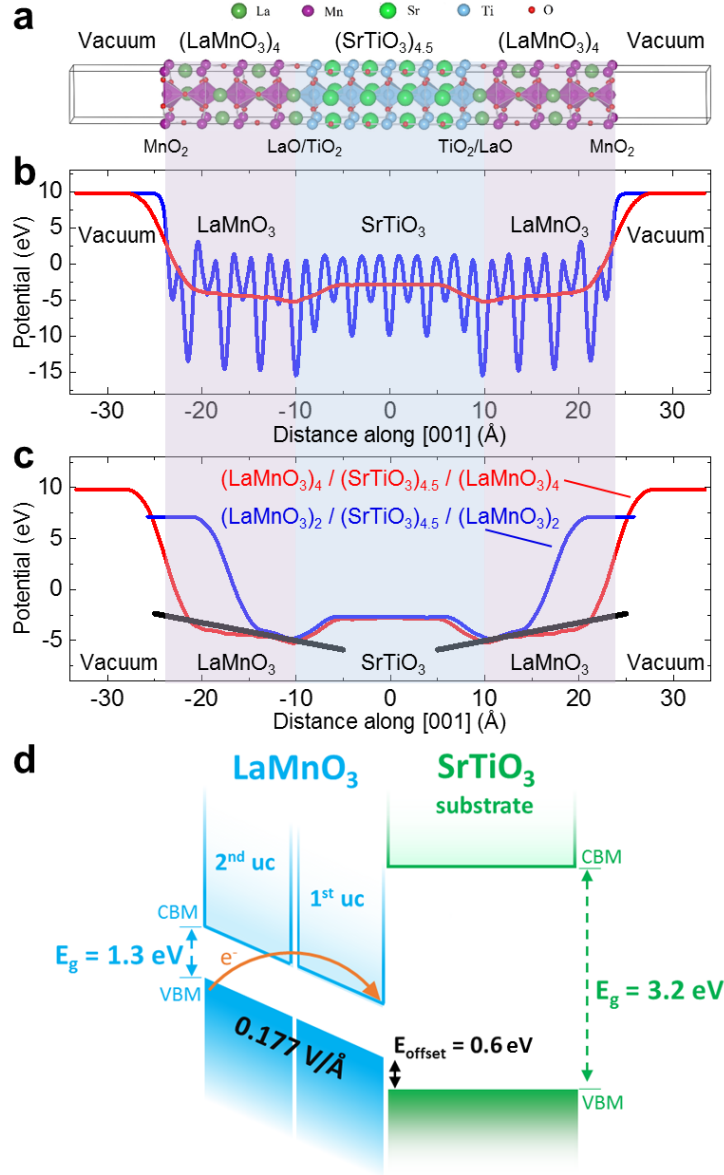 a
La Mn Sr Ti O
Vacuum (LaMnO₃)₄ (SrTiO₃)₄.₅ (LaMnO₃)₄ Vacuum
MnO₂ LaO/TiO₂ TiO₂/LaO MnO₂
b
Potential (eV)
10
5
0
-5
-10
-15
LaMnO₃ SrTiO₃ LaMnO₃
Vacuum Vacuum
-30 -20 -10 0 10 20 30
Distance along [001] (Å)
c
Potential (eV)
10
5
0
-5
(LaMnO₃)₄ / (SrTiO₃)₄.₅ / (LaMnO₃)₄
(LaMnO₃)₂ / (SrTiO₃)₄.₅ / (LaMnO₃)₂
Vacuum LaMnO₃ SrTiO₃ LaMnO₃ Vacuum
-30 -20 -10 0 10 20 30
Distance along [001] (Å)
d
LaMnO₃ SrTiO₃
substrate
2ⁿᵈ uc
1ˢᵗ uc
CBM
CBM
E_g = 1.3 eV
e⁻
VBM
E_g = 3.2 eV
0.177 V/Å
E_offset = 0.6 eV
VBM